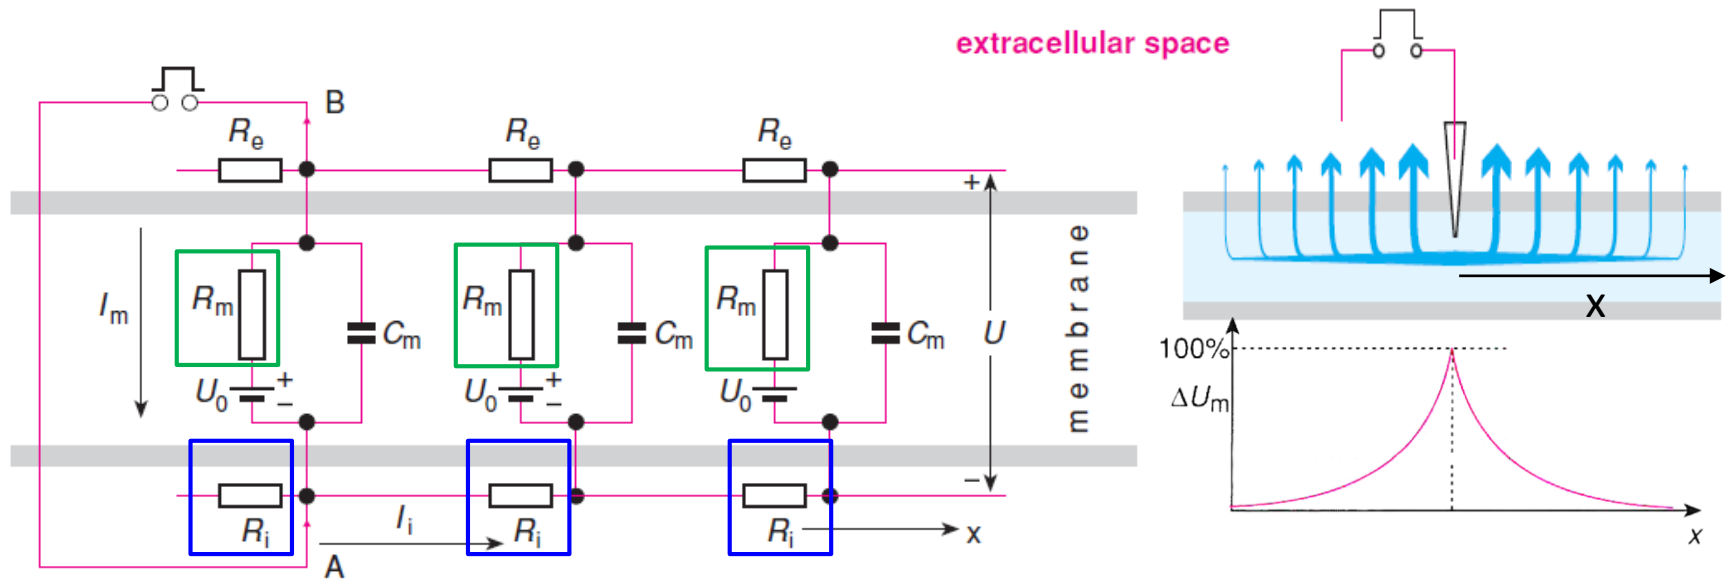 extracellular space
B
Re Re Re
+
Im Rm Cm Rm Cm Rm Cm U
membrane
U0 + − U0 + − U0
−
Ri Ii Ri Ri x
A
x
100%
ΔUm
x